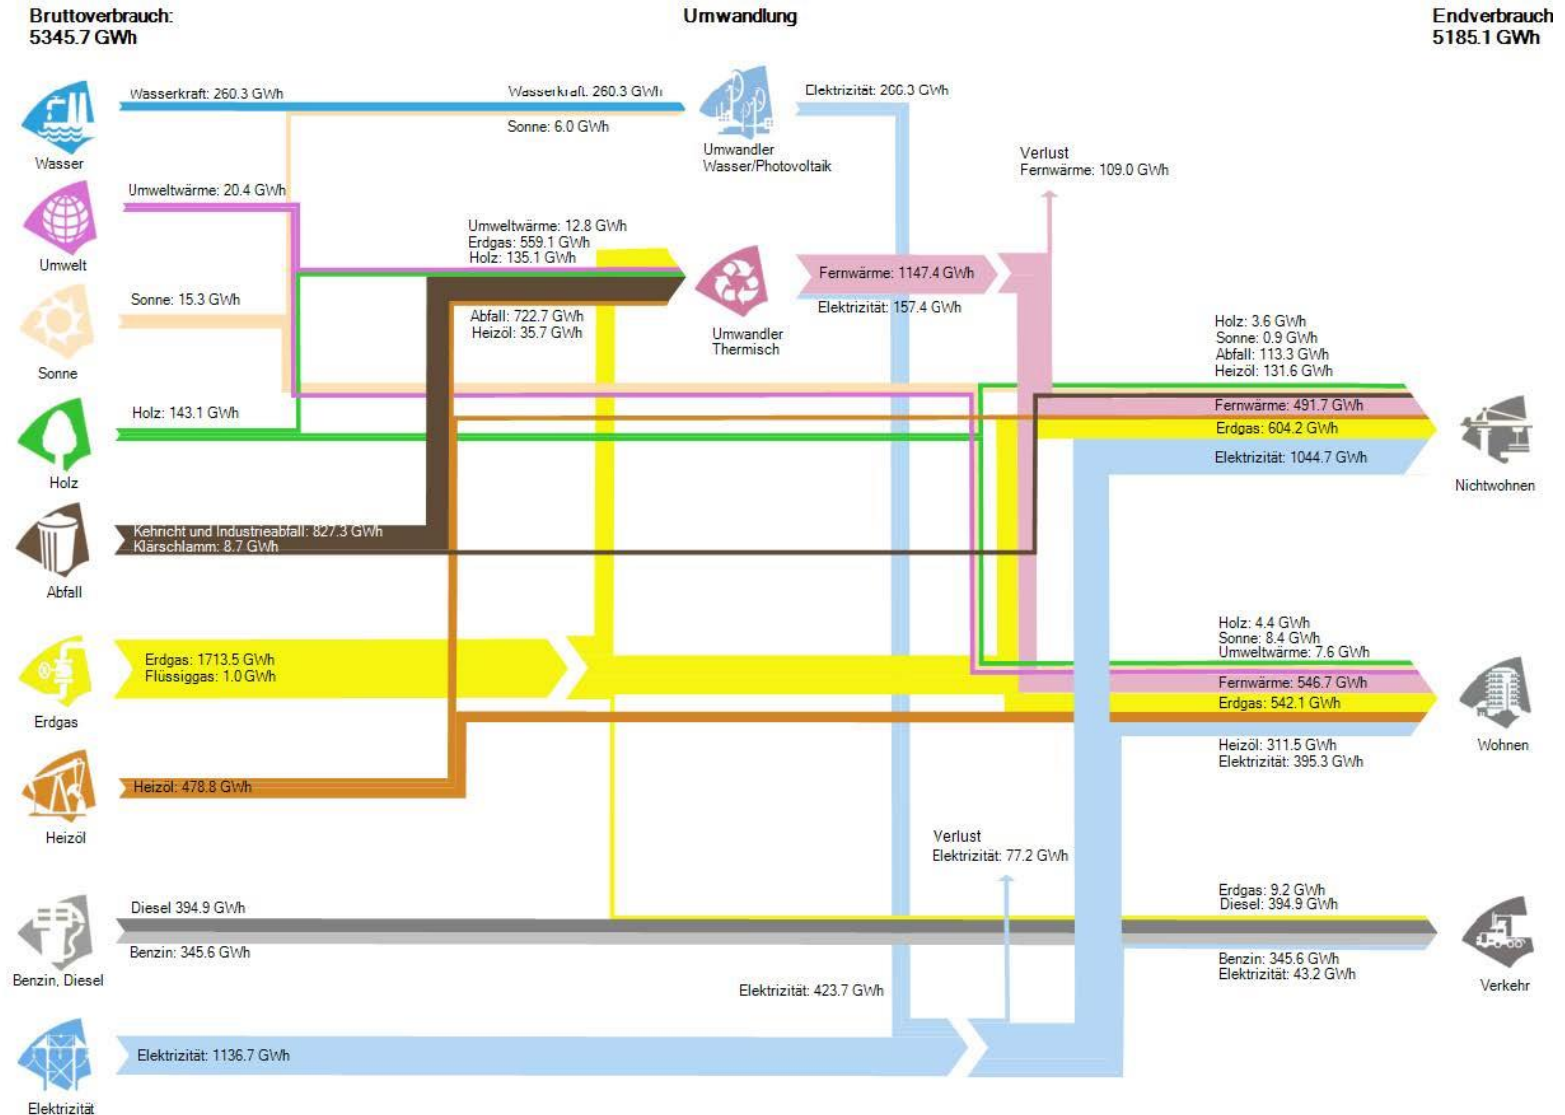 Bruttoverbrauch:
5345.7 GWh
Umwandlung
Endverbrauch
5185.1 GWh
Wasserkraft: 260.3 GWh
Wasserkraft: 260.3 GWh
Sonne: 6.0 GWh
Elektrizität: 266.3 GWh
Wasser
Umwandler
Wasser/Photovoltaik
Verlust
Fernwärme: 109.0 GWh
Umweltwärme: 20.4 GWh
Umwelt
Umweltwärme: 12.8 GWh
Erdgas: 559.1 GWh
Holz: 135.1 GWh
Fernwärme: 1147.4 GWh
Elektrizität: 157.4 GWh
Umwandler
Thermisch
Abfall: 722.7 GWh
Heizöl: 35.7 GWh
Sonne: 15.3 GWh
Sonne
Holz: 3.6 GWh
Sonne: 0.9 GWh
Abfall: 113.3 GWh
Heizöl: 131.6 GWh
Fernwärme: 491.7 GWh
Erdgas: 604.2 GWh
Elektrizität: 1044.7 GWh
Nichtwohnen
Holz: 143.1 GWh
Holz
Kehricht und Industrieabfall: 827.3 GWh
Klärschlamm: 8.7 GWh
Abfall
Erdgas: 1713.5 GWh
Flüssiggas: 1.0 GWh
Erdgas
Holz: 4.4 GWh
Sonne: 8.4 GWh
Umweltwärme: 7.6 GWh
Fernwärme: 546.7 GWh
Erdgas: 542.1 GWh
Heizöl: 311.5 GWh
Elektrizität: 395.3 GWh
Wohnen
Heizöl: 478.8 GWh
Heizöl
Verlust
Elektrizität: 77.2 GWh
Diesel 394.9 GWh
Benzin: 345.6 GWh
Benzin, Diesel
Erdgas: 9.2 GWh
Diesel: 394.9 GWh
Benzin: 345.6 GWh
Elektrizität: 43.2 GWh
Verkehr
Elektrizität: 423.7 GWh
Elektrizität: 1136.7 GWh
Elektrizität